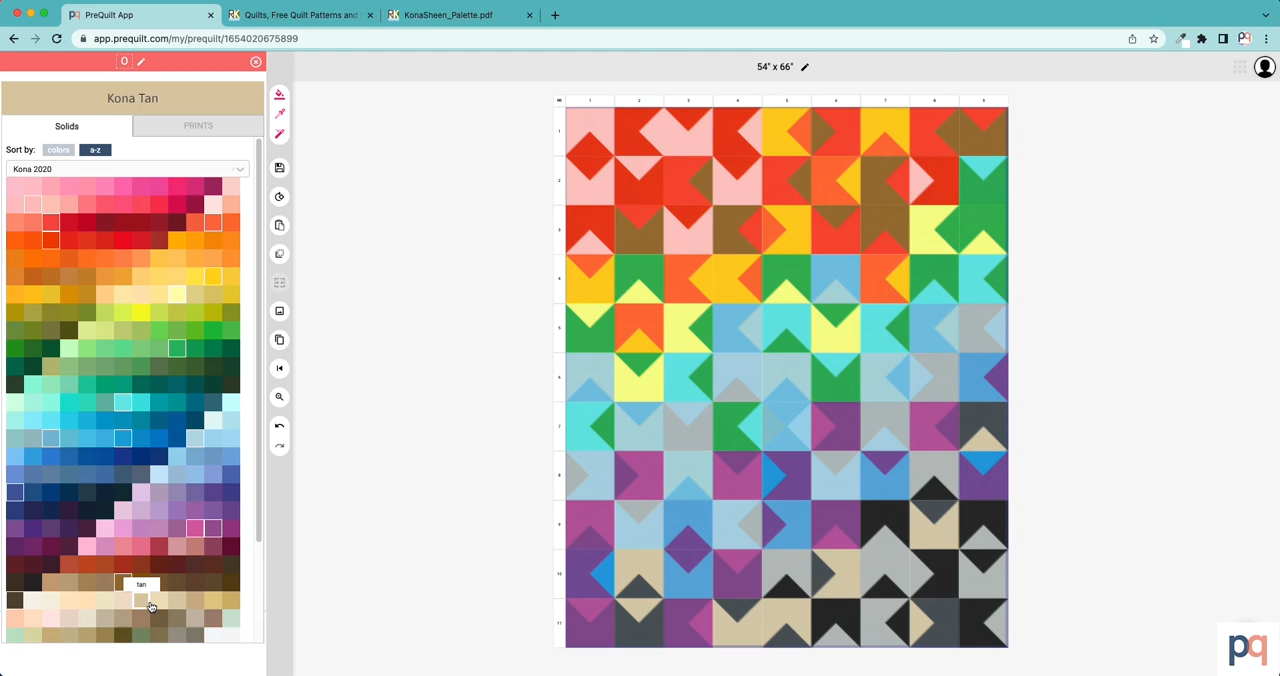 PreQuilt App
Quilts, Free Quilt Patterns and
KonaSheen_Palette.pdf
app.prequilt.com/my/prequilt/1654020675899
O
54" x 66"
Kona Tan
Solids
PRINTS
Sort by: colors a-z
Kona 2020
tan
1 2 3 4 5 6 7 8 9
1
2
3
4
5
6
7
8
9
10
11
pq